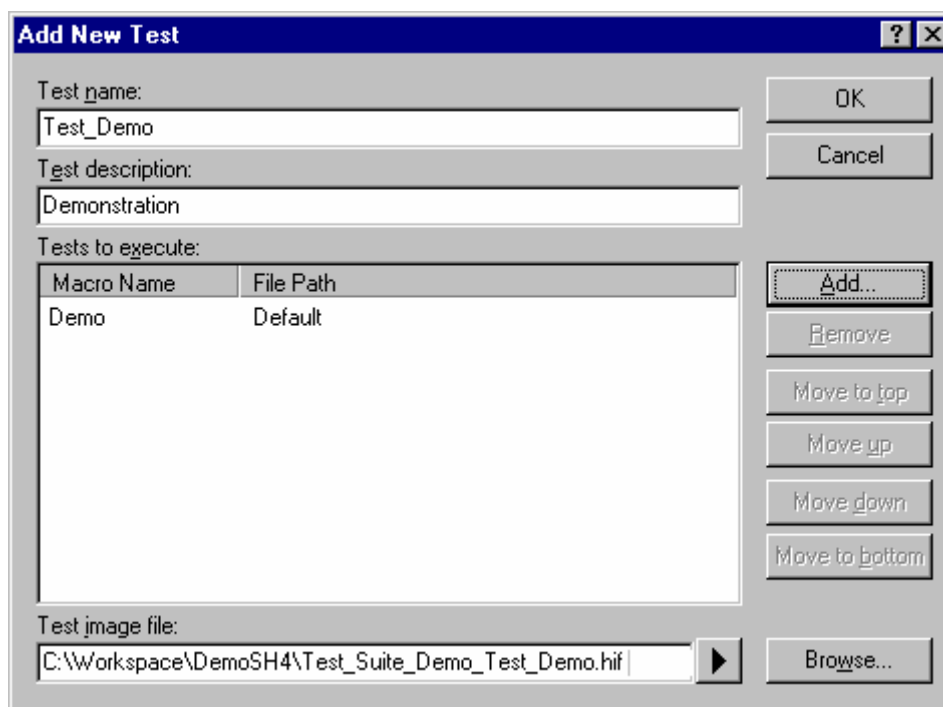 Add New Test
Test name:
Test_Demo
OK
Cancel
Test description:
Demonstration
Tests to execute:
Macro Name File Path
Demo Default
Add...
Remove
Move to top
Move up
Move down
Move to bottom
Test image file:
C:\Workspace\DemoSH4\Test_Suite_Demo_Test_Demo.hif
Browse...